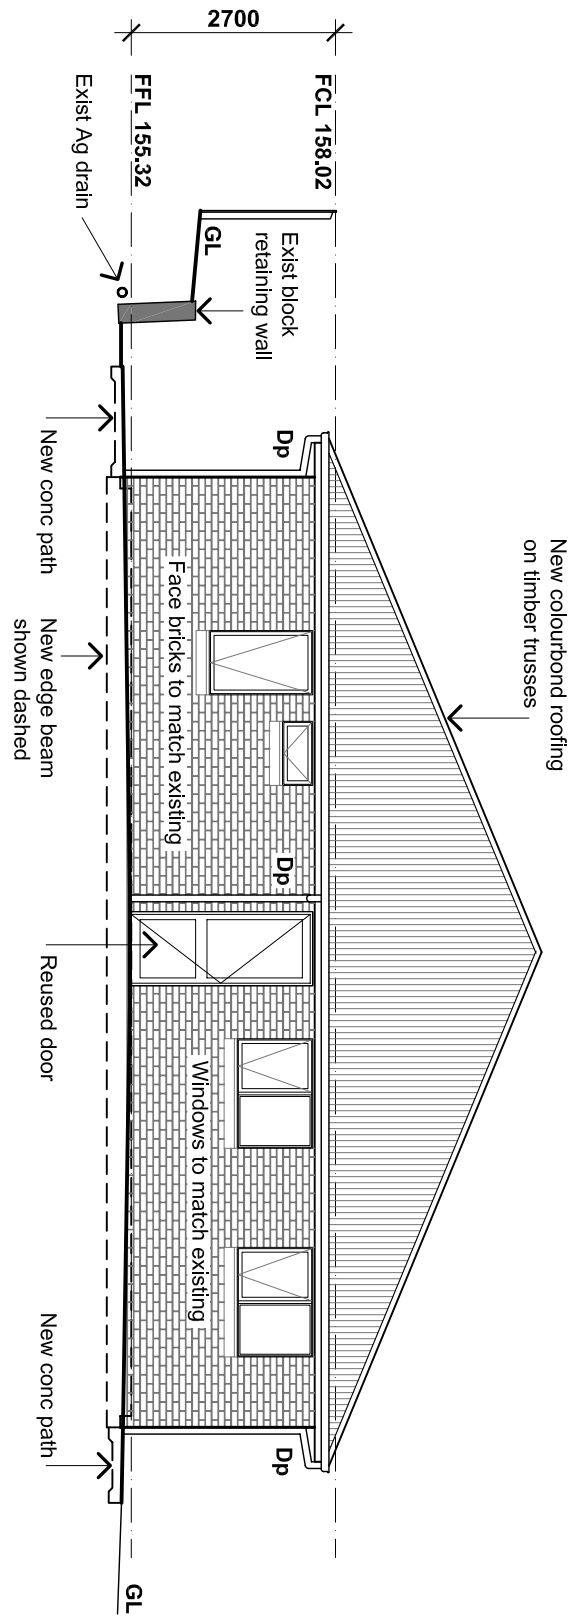 New colourbond roofing
on timber trusses
2700
FCL 158.02
FFL 155.32
Exist block
retaining wall
GL
Exist Ag drain
Dp
Dp
Dp
Face bricks to match existing
Windows to match existing
New conc path
New edge beam
shown dashed
Reused door
New conc path
GL